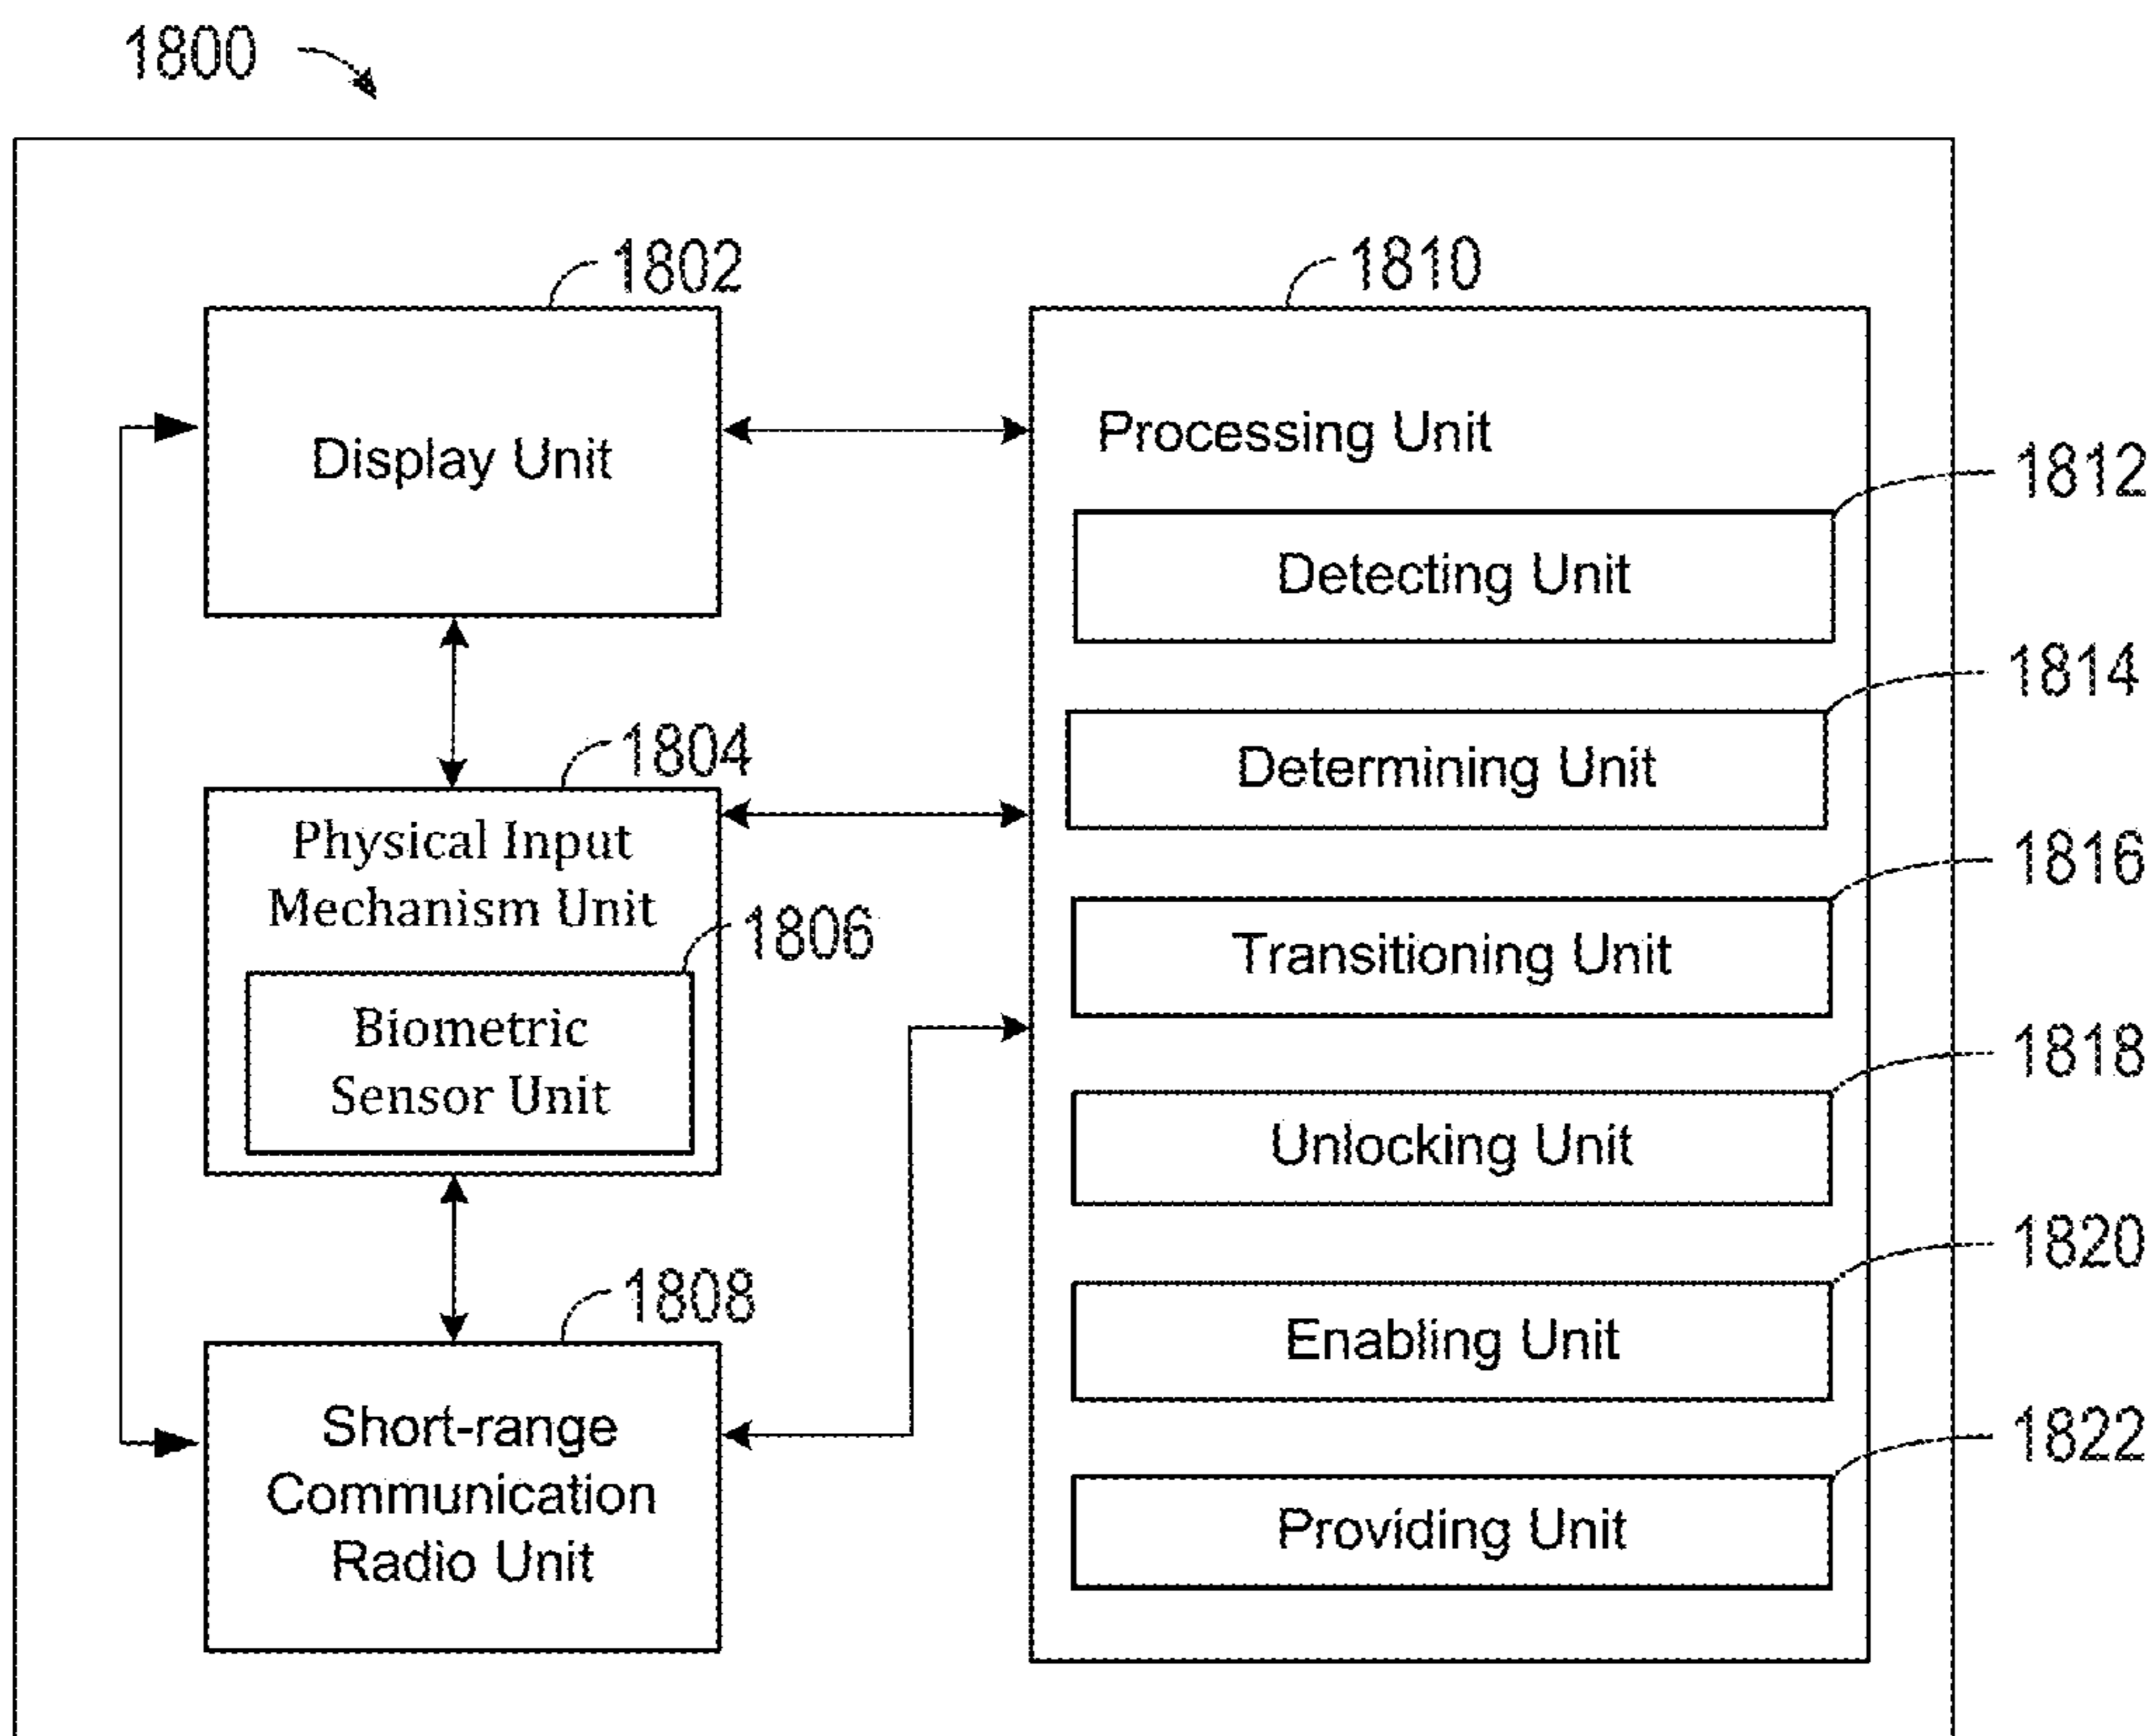 1800
1802
Display Unit
1804
Physical Input
Mechanism Unit
1806
Biometric
Sensor Unit
1808
Short-range
Communication
Radio Unit
1810
Processing Unit
1812
Detecting Unit
1814
Determining Unit
1816
Transitioning Unit
1818
Unlocking Unit
1820
Enabling Unit
1822
Providing Unit